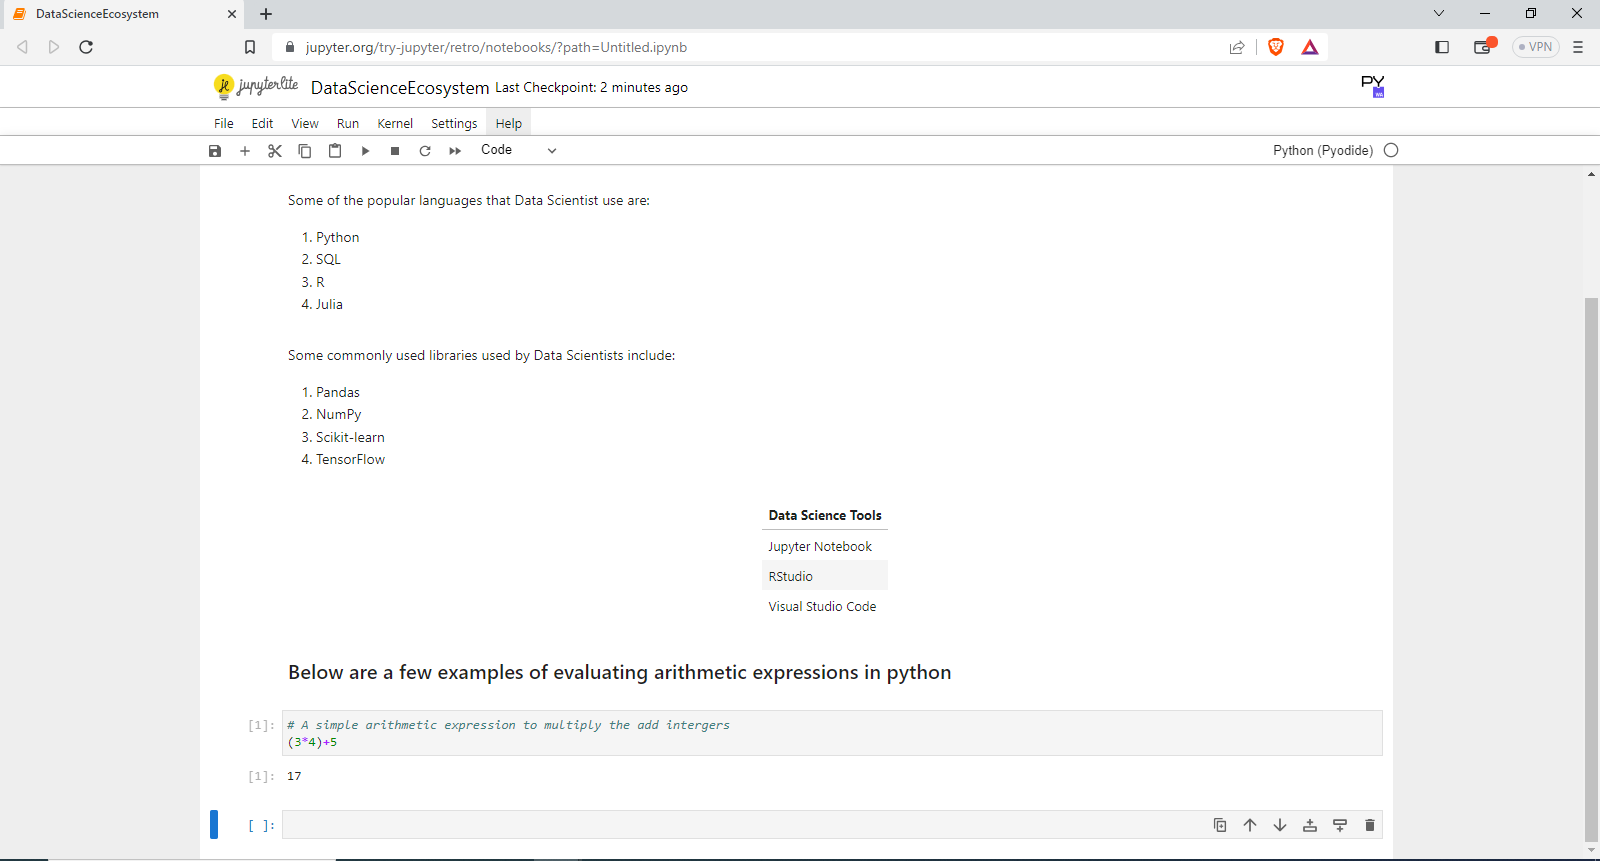 DataScienceEcosystem
jupyter.org/try-jupyter/retro/notebooks/?path=Untitled.ipynb
VPN
jupyterlite DataScienceEcosystem Last Checkpoint: 2 minutes ago
PY
WA
File Edit View Run Kernel Settings Help
Code
Python (Pyodide)
Some of the popular languages that Data Scientist use are:
1. Python
2. SQL
3. R
4. Julia
Some commonly used libraries used by Data Scientists include:
1. Pandas
2. NumPy
3. Scikit-learn
4. TensorFlow
Data Science Tools
Jupyter Notebook
RStudio
Visual Studio Code
Below are a few examples of evaluating arithmetic expressions in python
[1]: # A simple arithmetic expression to multiply the add intergers
(3*4)+5
[1]: 17
[ ]: